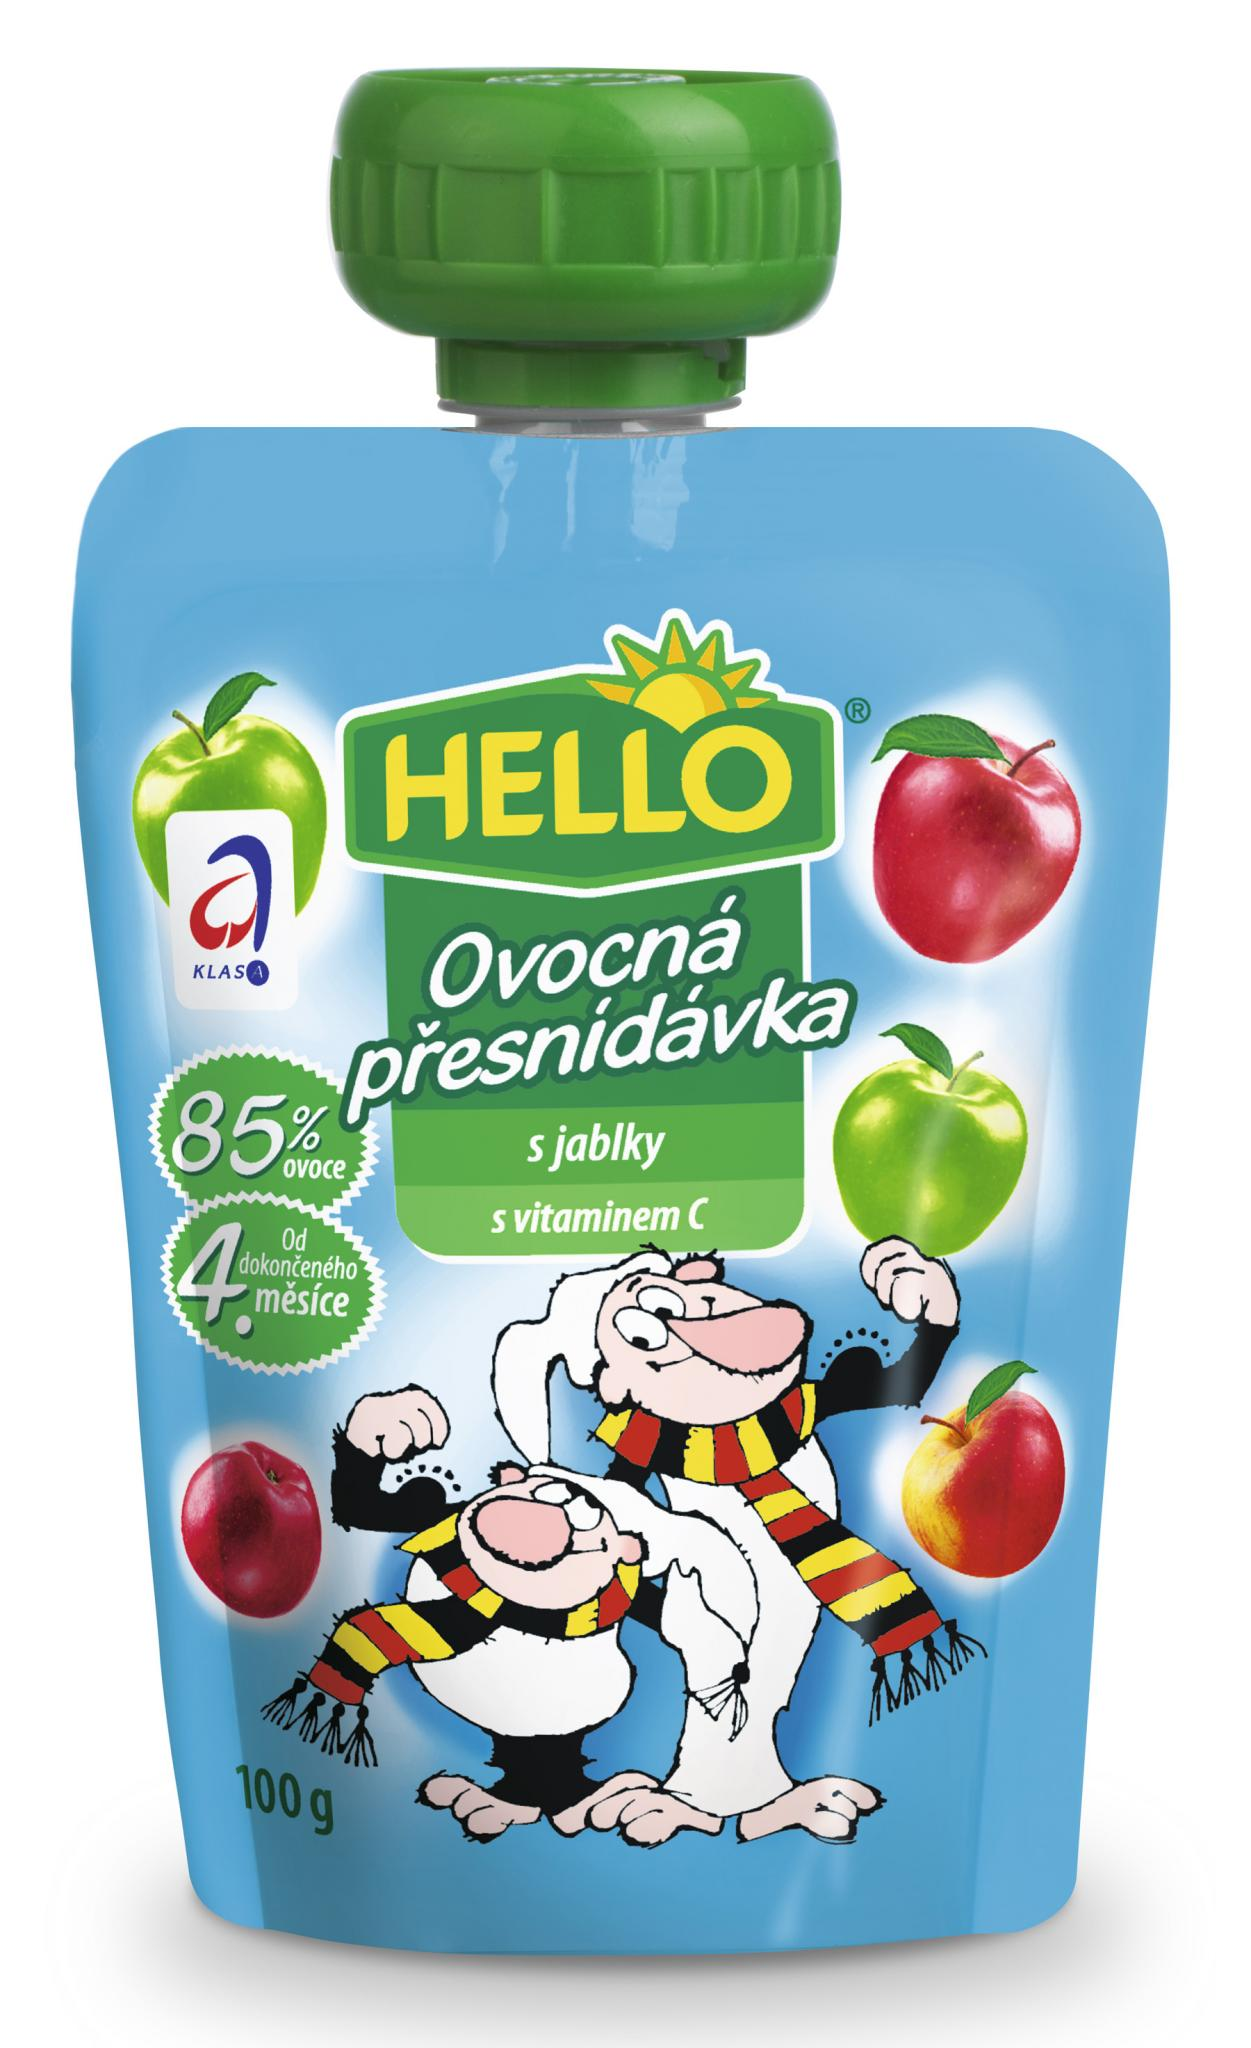 HELLO
®
KLASA
Ovocná
přesnídávka
s jablky
s vitaminem C
85%
ovoce
4.
Od
dokončeného
měsíce
100 g